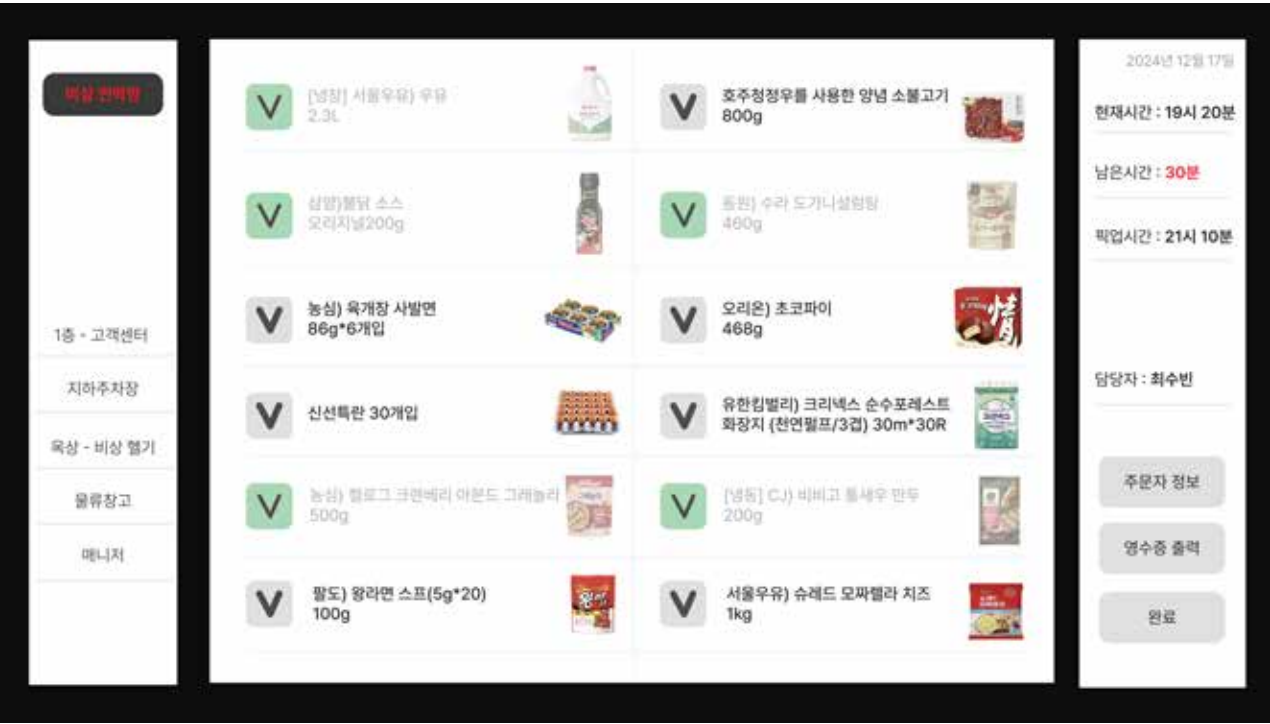 비상 연락망
1층 - 고객센터
지하주차장
옥상 - 비상 헬기
물류창고
매니저
[냉장] 서울우유) 우유
2.3L
호주청정우를 사용한 양념 소불고기
800g
삼양)불닭 소스
오리지널200g
동원) 수라 도가니설렁탕
460g
농심) 육개장 사발면
86g*6개입
오리온) 초코파이
468g
情
신선특란 30개입
유한킴벌리) 크리넥스 순수포레스트
화장지 (천연펄프/3겹) 30m*30R
농심) 켈로그 크랜베리 아몬드 그래놀라
500g
[냉동] CJ) 비비고 통새우 만두
200g
팔도) 왕라면 스프(5g*20)
100g
서울우유) 슈레드 모짜렐라 치즈
1kg
2024년 12월 17일
현재시간 : 19시 20분
남은시간 : 30분
픽업시간 : 21시 10분
담당자 : 최수빈
주문자 정보
영수증 출력
완료